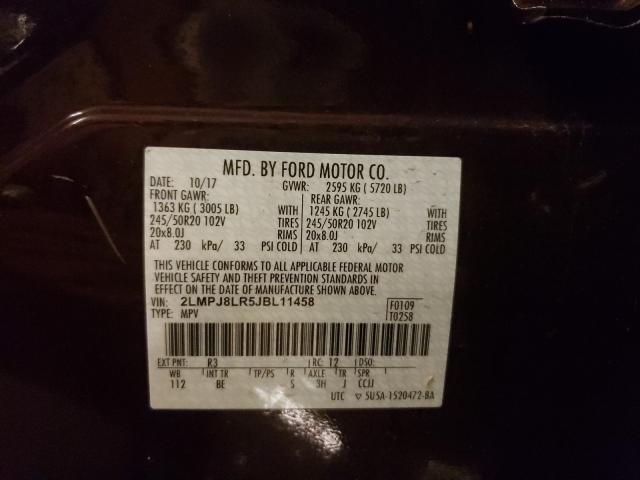 MFD. BY FORD MOTOR CO.
DATE: 10/17 GVWR: 2595 KG ( 5720 LB)
FRONT GAWR: REAR GAWR:
1363 KG ( 3005 LB) WITH 1245 KG ( 2745 LB) WITH
245/50R20 102V TIRES 245/50R20 102V TIRES
20x8.0J RIMS 20x8.0J RIMS
AT 230 kPa/ 33 PSI COLD AT 230 kPa/ 33 PSI COLD
THIS VEHICLE CONFORMS TO ALL APPLICABLE FEDERAL MOTOR
VEHICLE SAFETY AND THEFT PREVENTION STANDARDS IN
EFFECT ON THE DATE OF MANUFACTURE SHOWN ABOVE.
VIN: 2LMPJ8LR5JBL11458 F0109
TYPE: MPV T0258
EXT PNT: R3 RC: 12 DSO:
WB INT TR TP/PS R AXLE TR SPR
112 BE S 3H J CCJJ
UTC ▽ 5U5A-1520472-BA